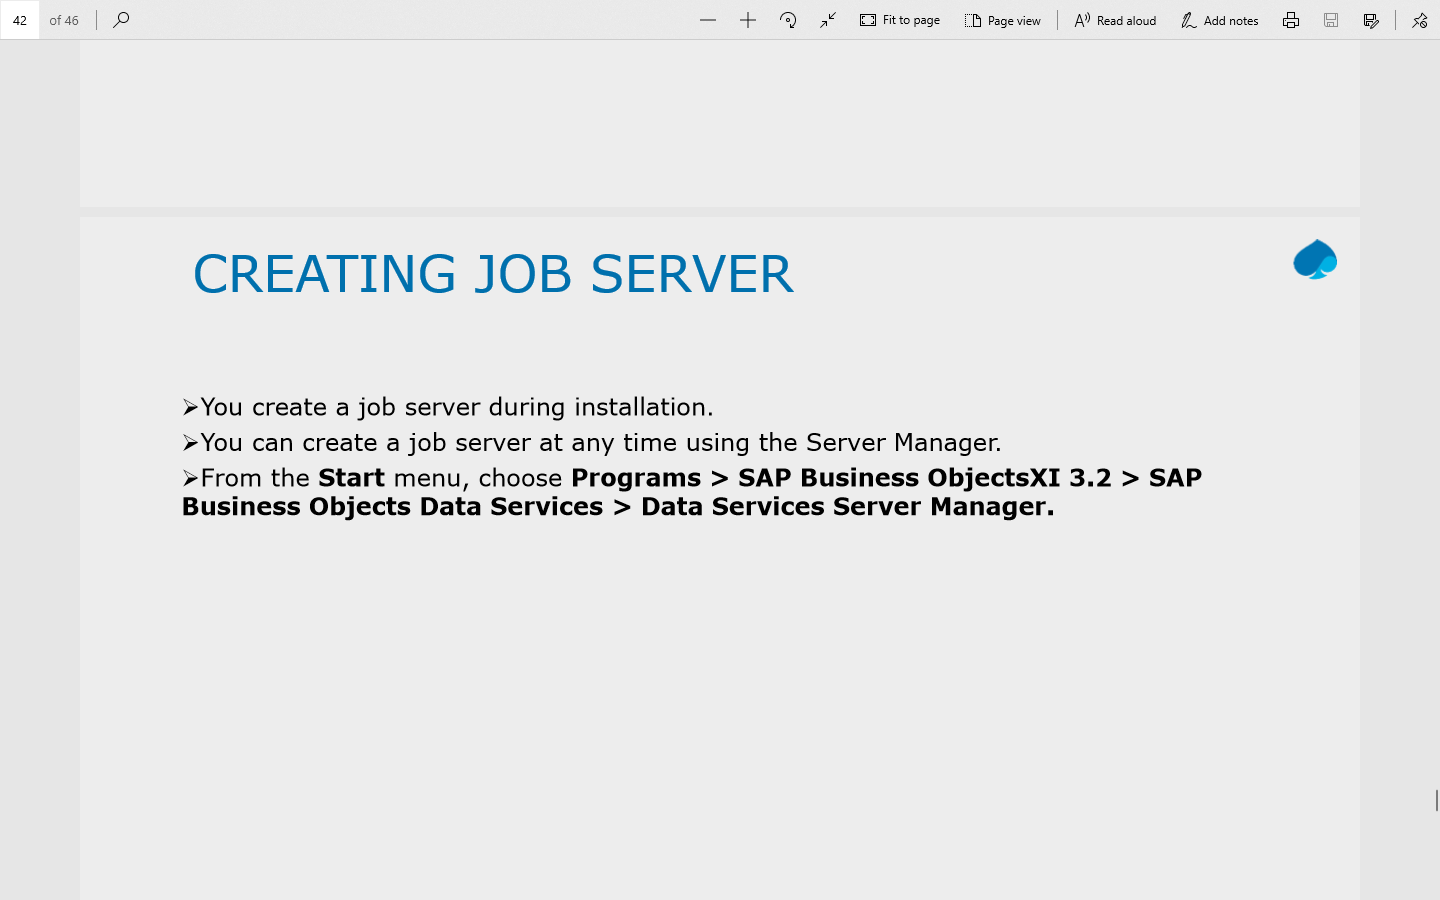 42 of 46 Fit to page Page view Read aloud Add notes
CREATING JOB SERVER
➢You create a job server during installation.
➢You can create a job server at any time using the Server Manager.
➢From the Start menu, choose Programs > SAP Business ObjectsXI 3.2 > SAP
Business Objects Data Services > Data Services Server Manager.